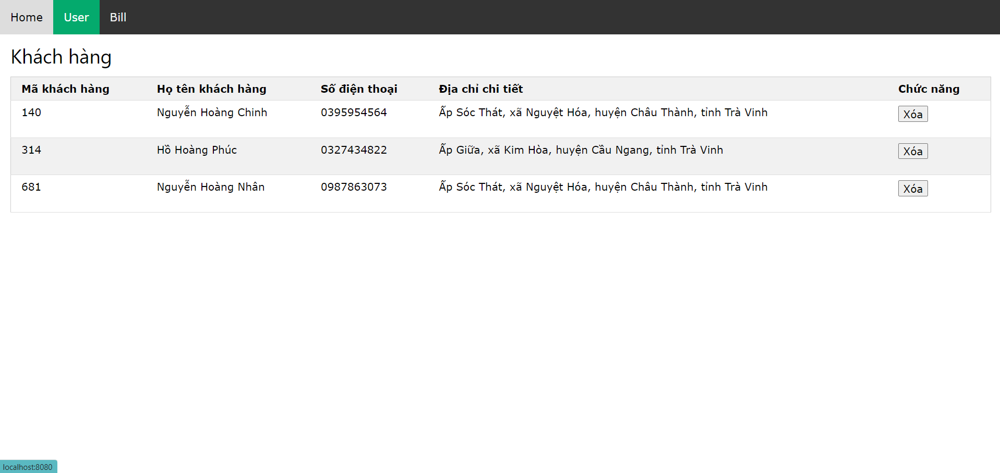 Home User Bill
Khách hàng
Mã khách hàng Họ tên khách hàng Số điện thoại Địa chỉ chi tiết Chức năng
140 Nguyễn Hoàng Chinh 0395954564 Ấp Sóc Thát, xã Nguyệt Hóa, huyện Châu Thành, tỉnh Trà Vinh Xóa
314 Hồ Hoàng Phúc 0327434822 Ấp Giữa, xã Kim Hòa, huyện Cầu Ngang, tỉnh Trà Vinh Xóa
681 Nguyễn Hoàng Nhân 0987863073 Ấp Sóc Thát, xã Nguyệt Hóa, huyện Châu Thành, tỉnh Trà Vinh Xóa
localhost:8080